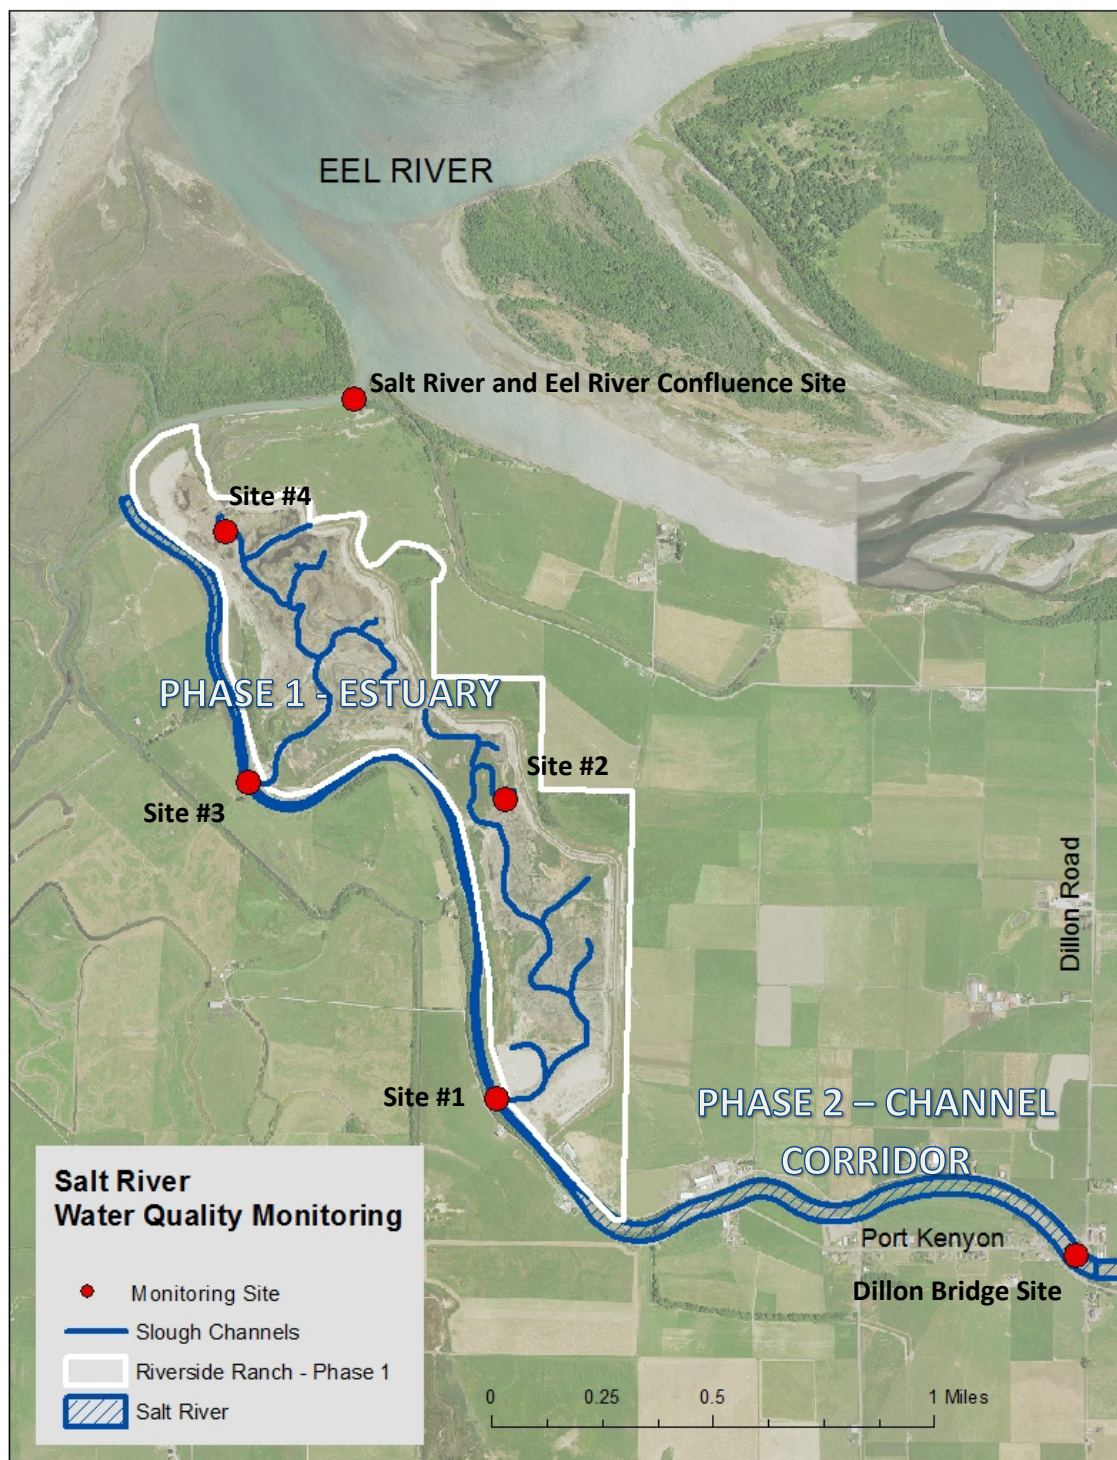 EEL RIVER
Salt River and Eel River Confluence Site
Site #4
PHASE 1 - ESTUARY
Site #2
Site #3
Dillon Road
Site #1
PHASE 2 – CHANNEL
CORRIDOR
Port Kenyon
Dillon Bridge Site
Salt River
Water Quality Monitoring
Monitoring Site
Slough Channels
Riverside Ranch - Phase 1
Salt River
0 0.25 0.5 1 Miles